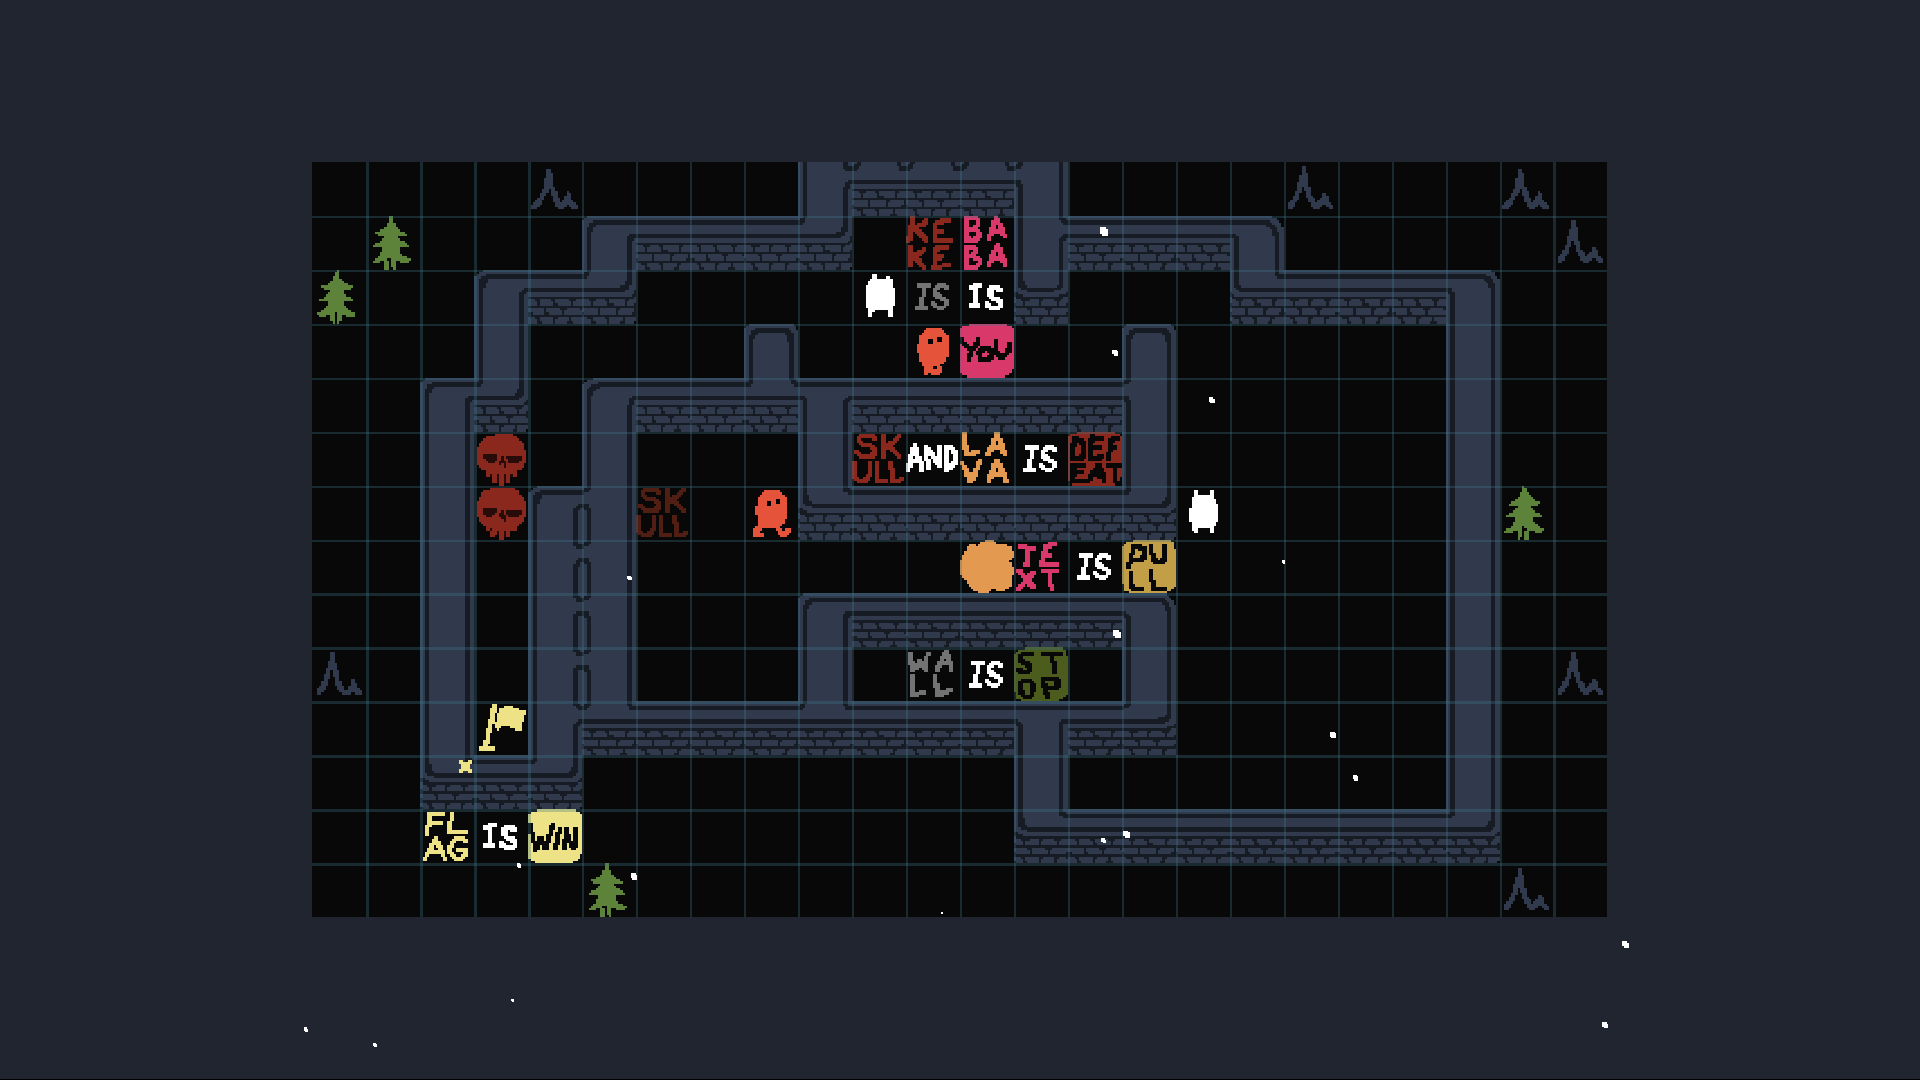 KEKE BABA
IS IS
YOU
SKULL AND LAVA IS DEFEAT
SKULL
TEXT IS PULL
WALL IS STOP
FLAG IS WIN